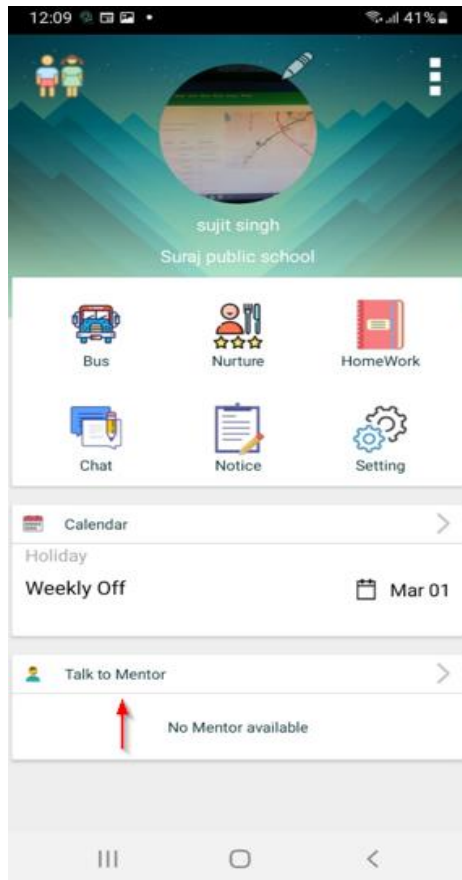 12:09
41%
sujit singh
Suraj public school
Bus Nurture HomeWork
Chat Notice Setting
Calendar
Holiday
Weekly Off Mar 01
Talk to Mentor
No Mentor available